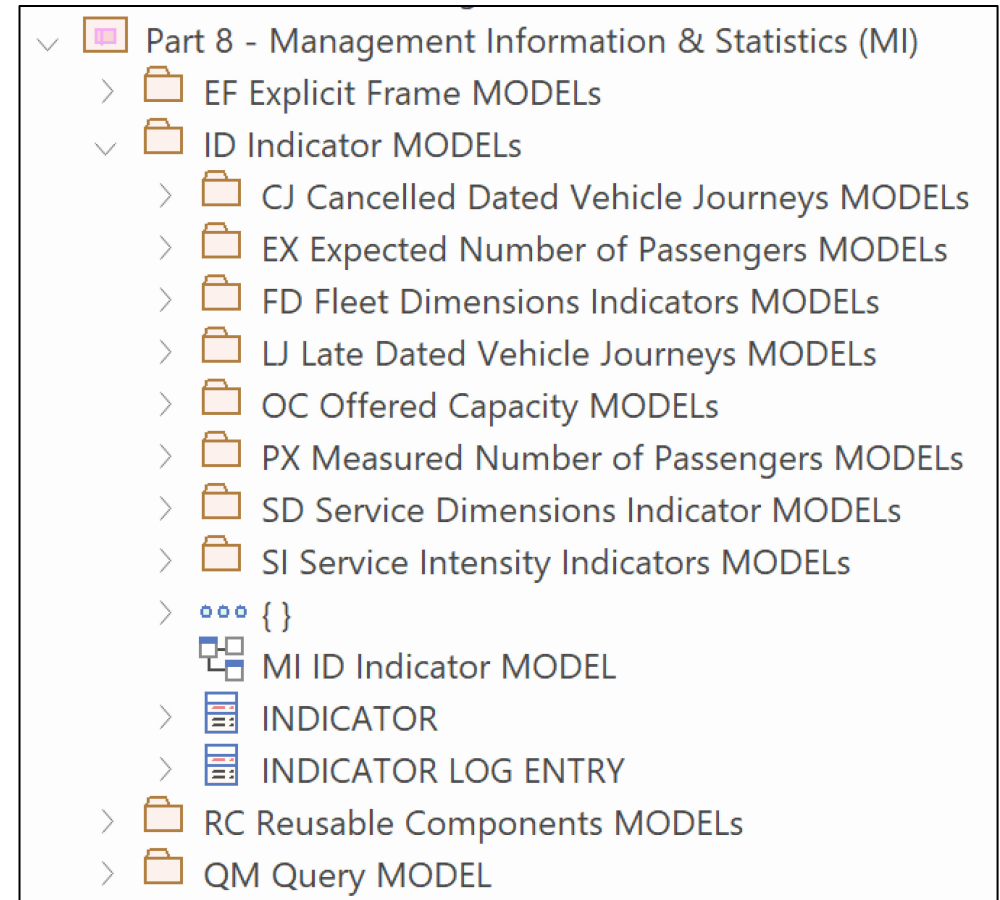 Part 8 - Management Information & Statistics (MI)
EF Explicit Frame MODELs
ID Indicator MODELs
CJ Cancelled Dated Vehicle Journeys MODELs
EX Expected Number of Passengers MODELs
FD Fleet Dimensions Indicators MODELs
LJ Late Dated Vehicle Journeys MODELs
OC Offered Capacity MODELs
PX Measured Number of Passengers MODELs
SD Service Dimensions Indicator MODELs
SI Service Intensity Indicators MODELs
{ }
MI ID Indicator MODEL
INDICATOR
INDICATOR LOG ENTRY
RC Reusable Components MODELs
QM Query MODEL